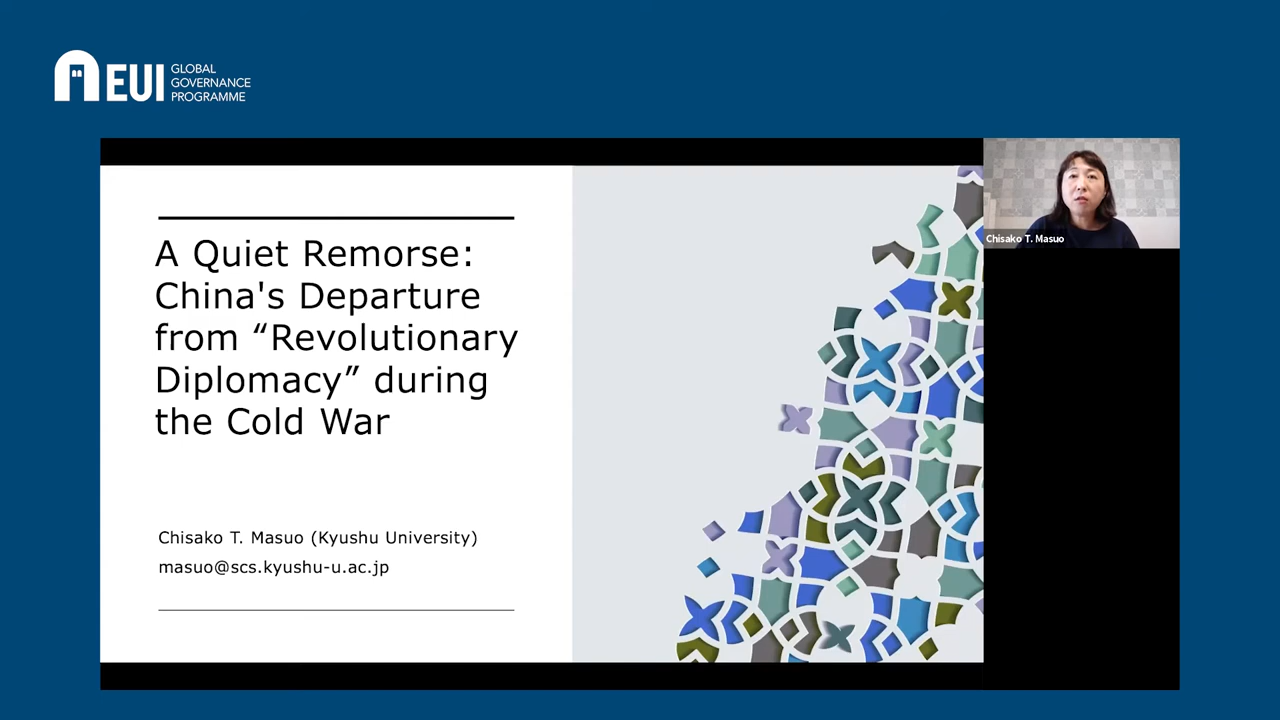 EUI
GLOBAL
GOVERNANCE
PROGRAMME
A Quiet Remorse:
China's Departure
from “Revolutionary
Diplomacy” during
the Cold War
Chisako T. Masuo (Kyushu University)
masuo@scs.kyushu-u.ac.jp
Chisako T. Masuo